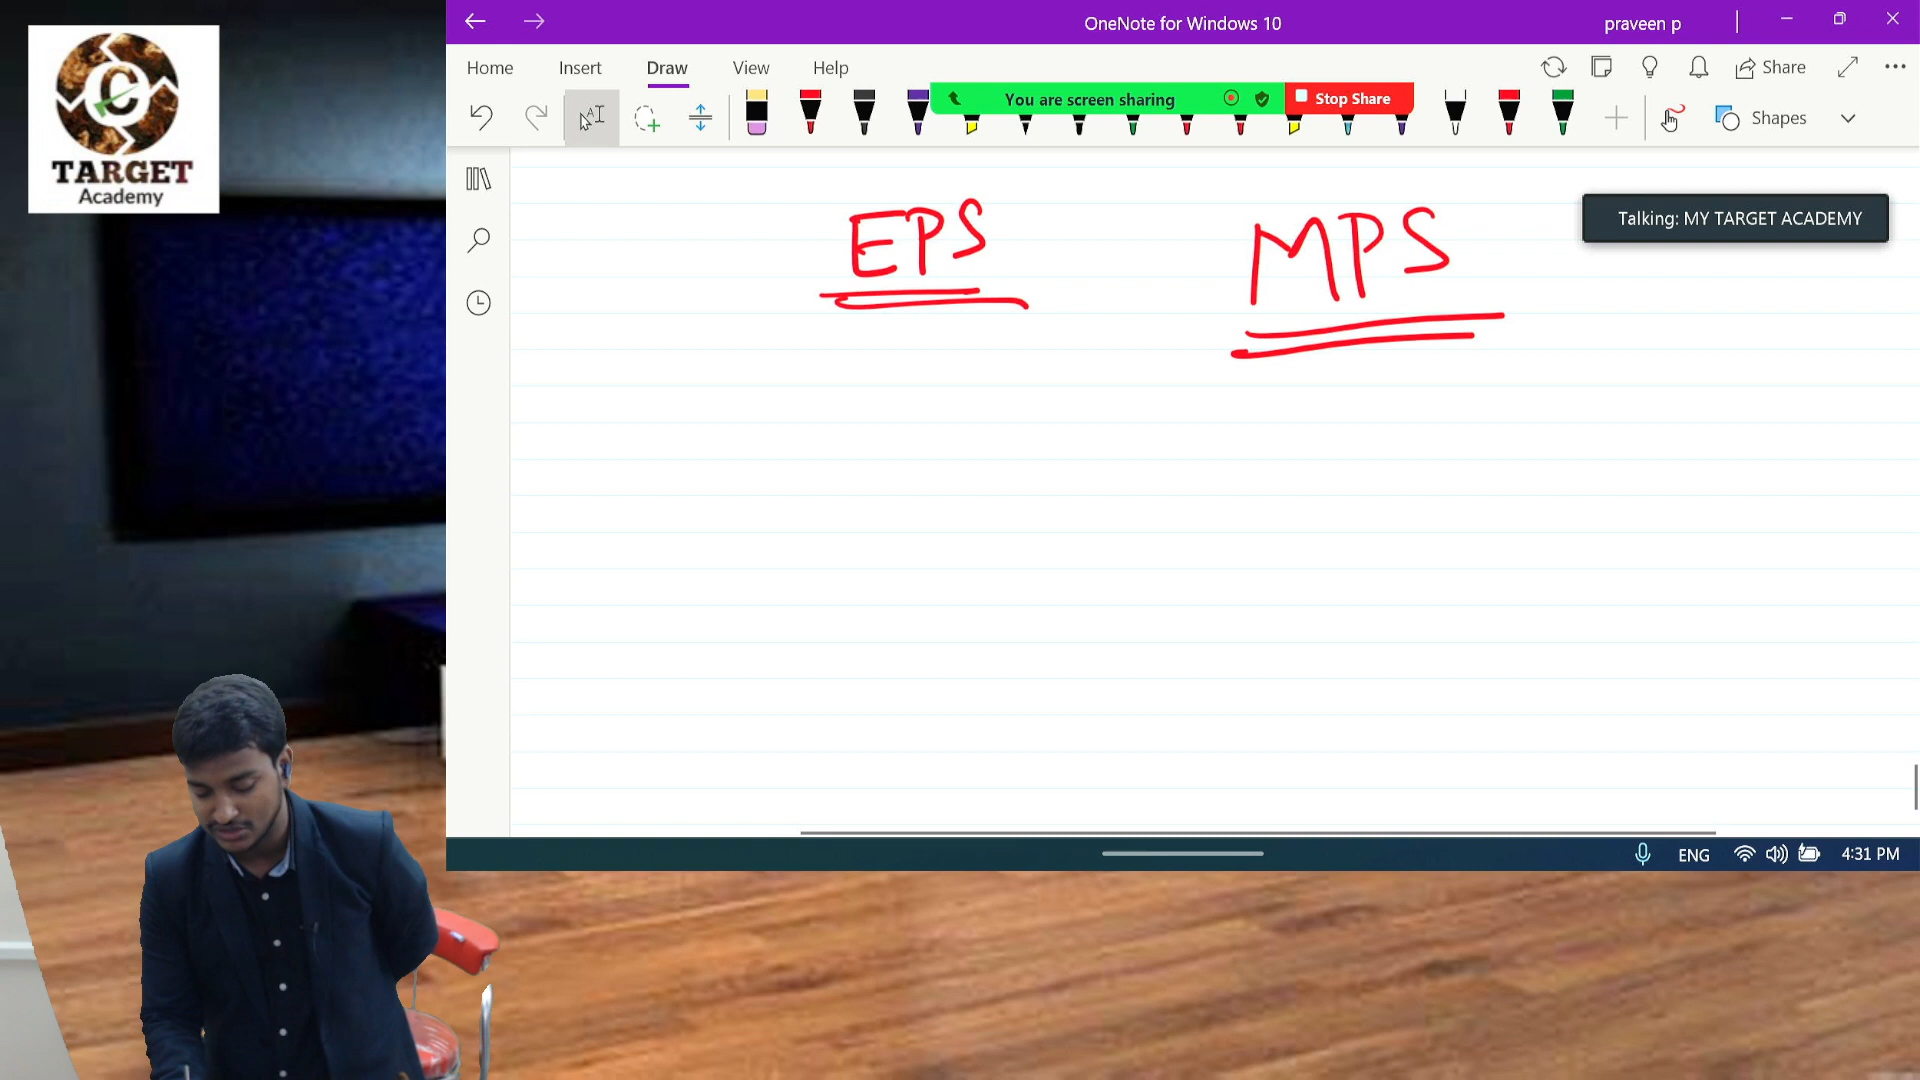 TARGET
Academy
OneNote for Windows 10
praveen p
Home Insert Draw View Help
Share
You are screen sharing
Stop Share
Shapes
Talking: MY TARGET ACADEMY
EPS MPS
ENG
4:31 PM